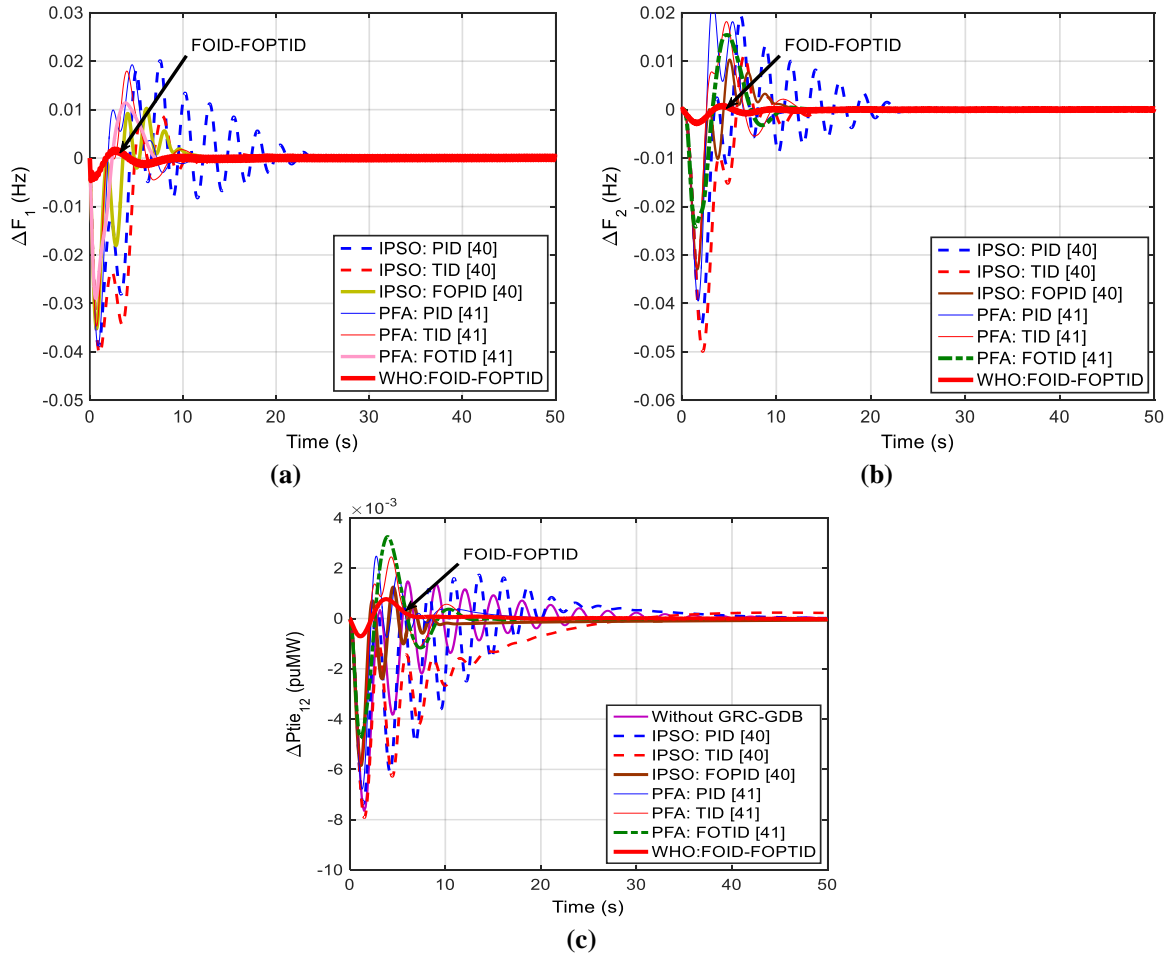 0.03
0.02
0.01
0
-0.01
-0.02
-0.03
-0.04
-0.05
ΔF1 (Hz)
FOID-FOPTID
IPSO: PID [40]
IPSO: TID [40]
IPSO: FOPID [40]
PFA: PID [41]
PFA: TID [41]
PFA: FOTID [41]
WHO:FOID-FOPTID
0 10 20 30 40 50
Time (s)
(a)
0.02
0.01
0
-0.01
-0.02
-0.03
-0.04
-0.05
-0.06
ΔF2 (Hz)
FOID-FOPTID
IPSO: PID [40]
IPSO: TID [40]
IPSO: FOPID [40]
PFA: PID [41]
PFA: TID [41]
PFA: FOTID [41]
WHO:FOID-FOPTID
0 10 20 30 40 50
Time (s)
(b)
×10-3
4
2
0
-2
-4
-6
-8
-10
ΔPtie12 (puMW)
FOID-FOPTID
Without GRC-GDB
IPSO: PID [40]
IPSO: TID [40]
IPSO: FOPID [40]
PFA: PID [41]
PFA: TID [41]
PFA: FOTID [41]
WHO:FOID-FOPTID
0 10 20 30 40 50
Time (s)
(c)